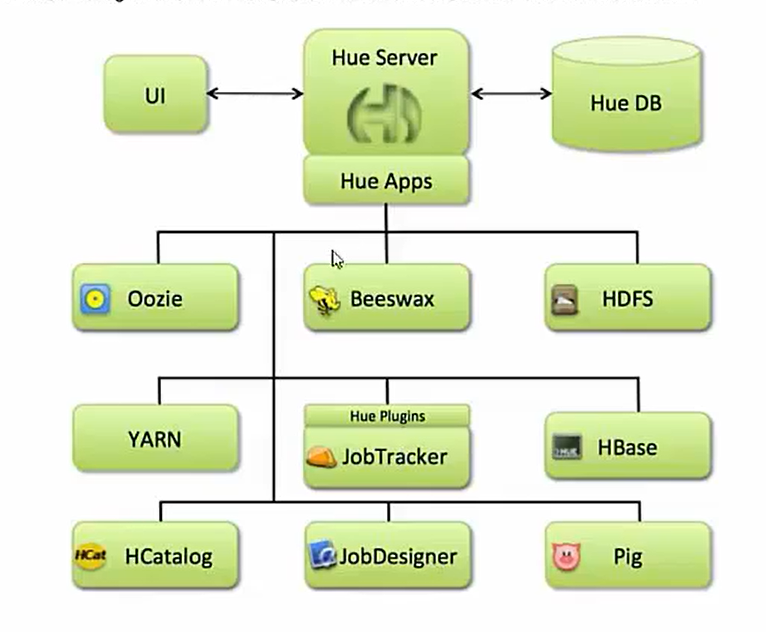 Hue Server
UI
Hue DB
Hue Apps
Oozie
Beeswax
HDFS
YARN
Hue Plugins
JobTracker
HBase
HUE
HCat
HCatalog
JobDesigner
Pig